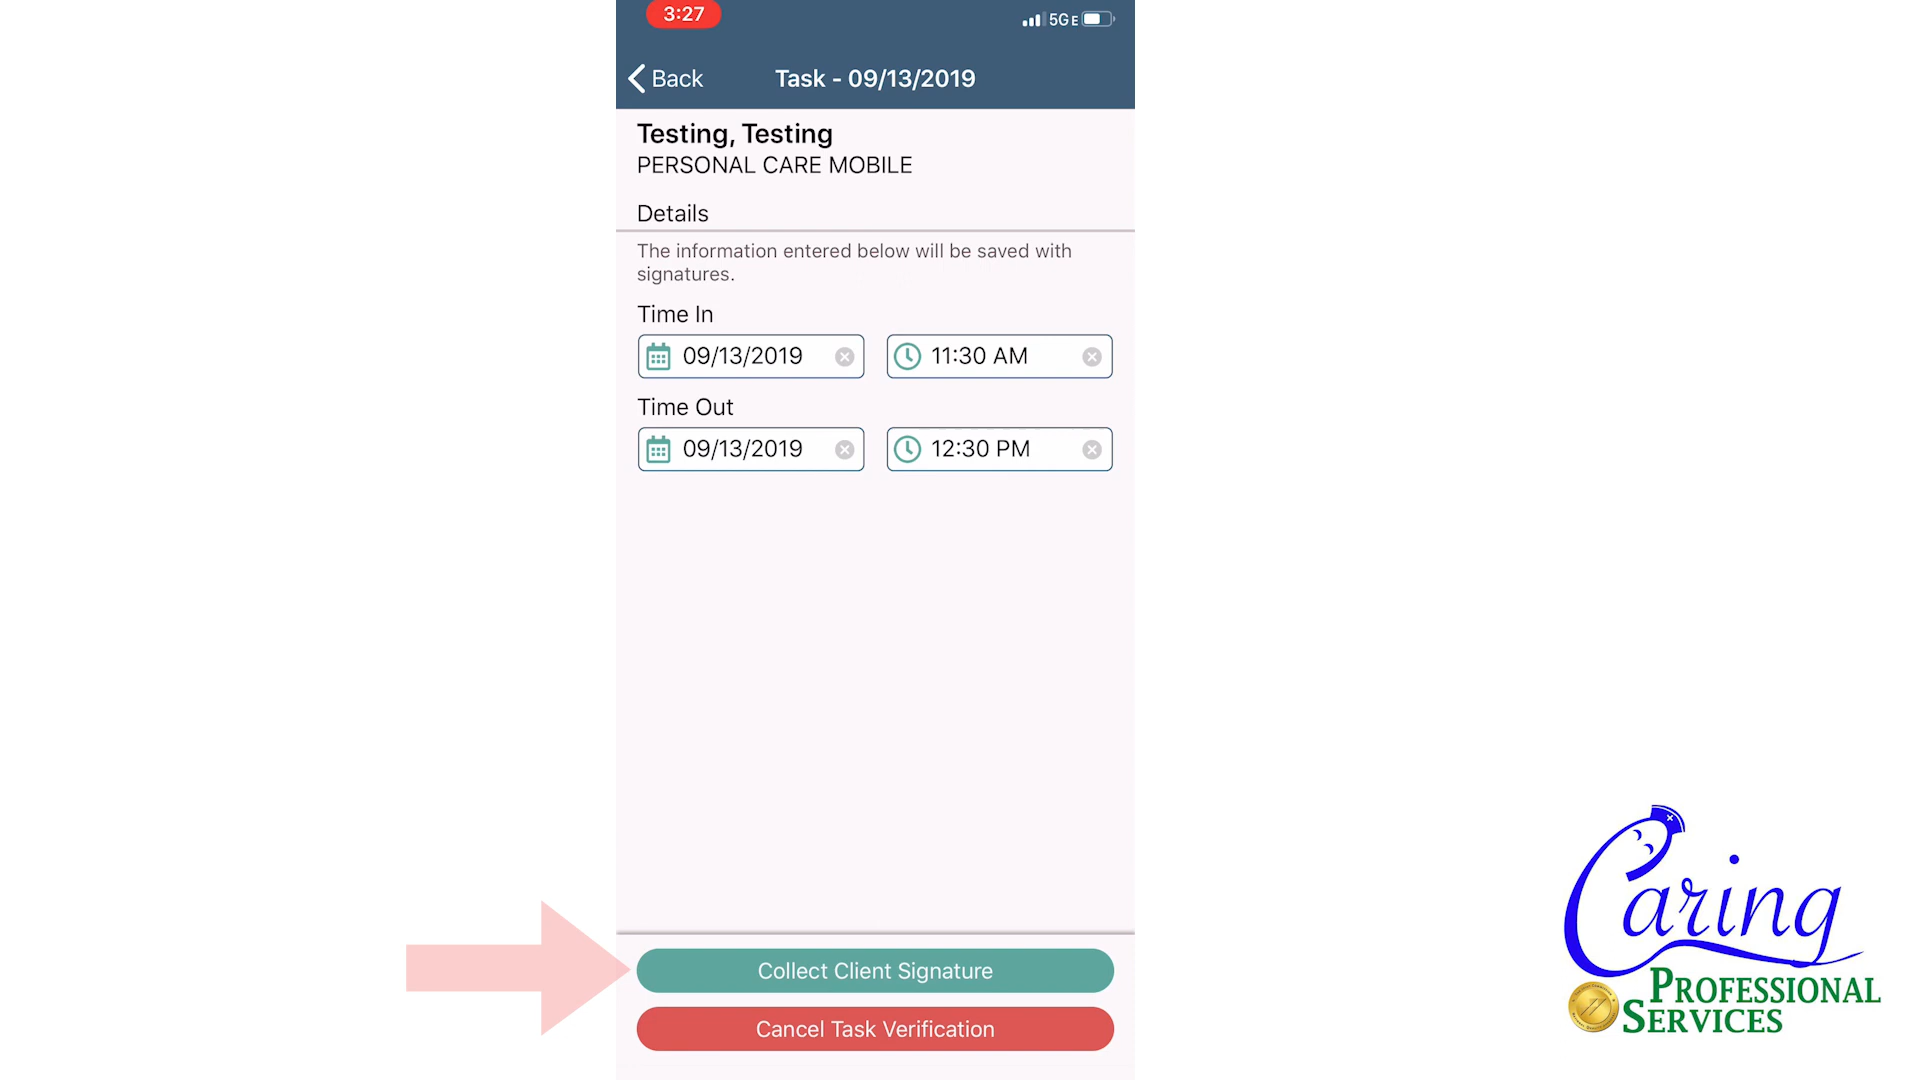 3:27
5GE
Back
Task - 09/13/2019
Testing, Testing
PERSONAL CARE MOBILE
Details
The information entered below will be saved with
signatures.
Time In
09/13/2019
11:30 AM
Time Out
09/13/2019
12:30 PM
Collect Client Signature
Cancel Task Verification
Caring
PROFESSIONAL
SERVICES